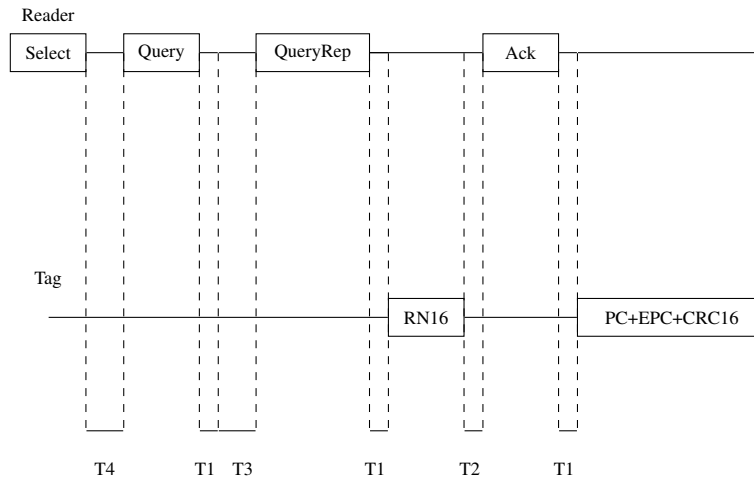 Reader
Select Query QueryRep Ack
Tag
RN16 PC+EPC+CRC16
T4 T1 T3 T1 T2 T1